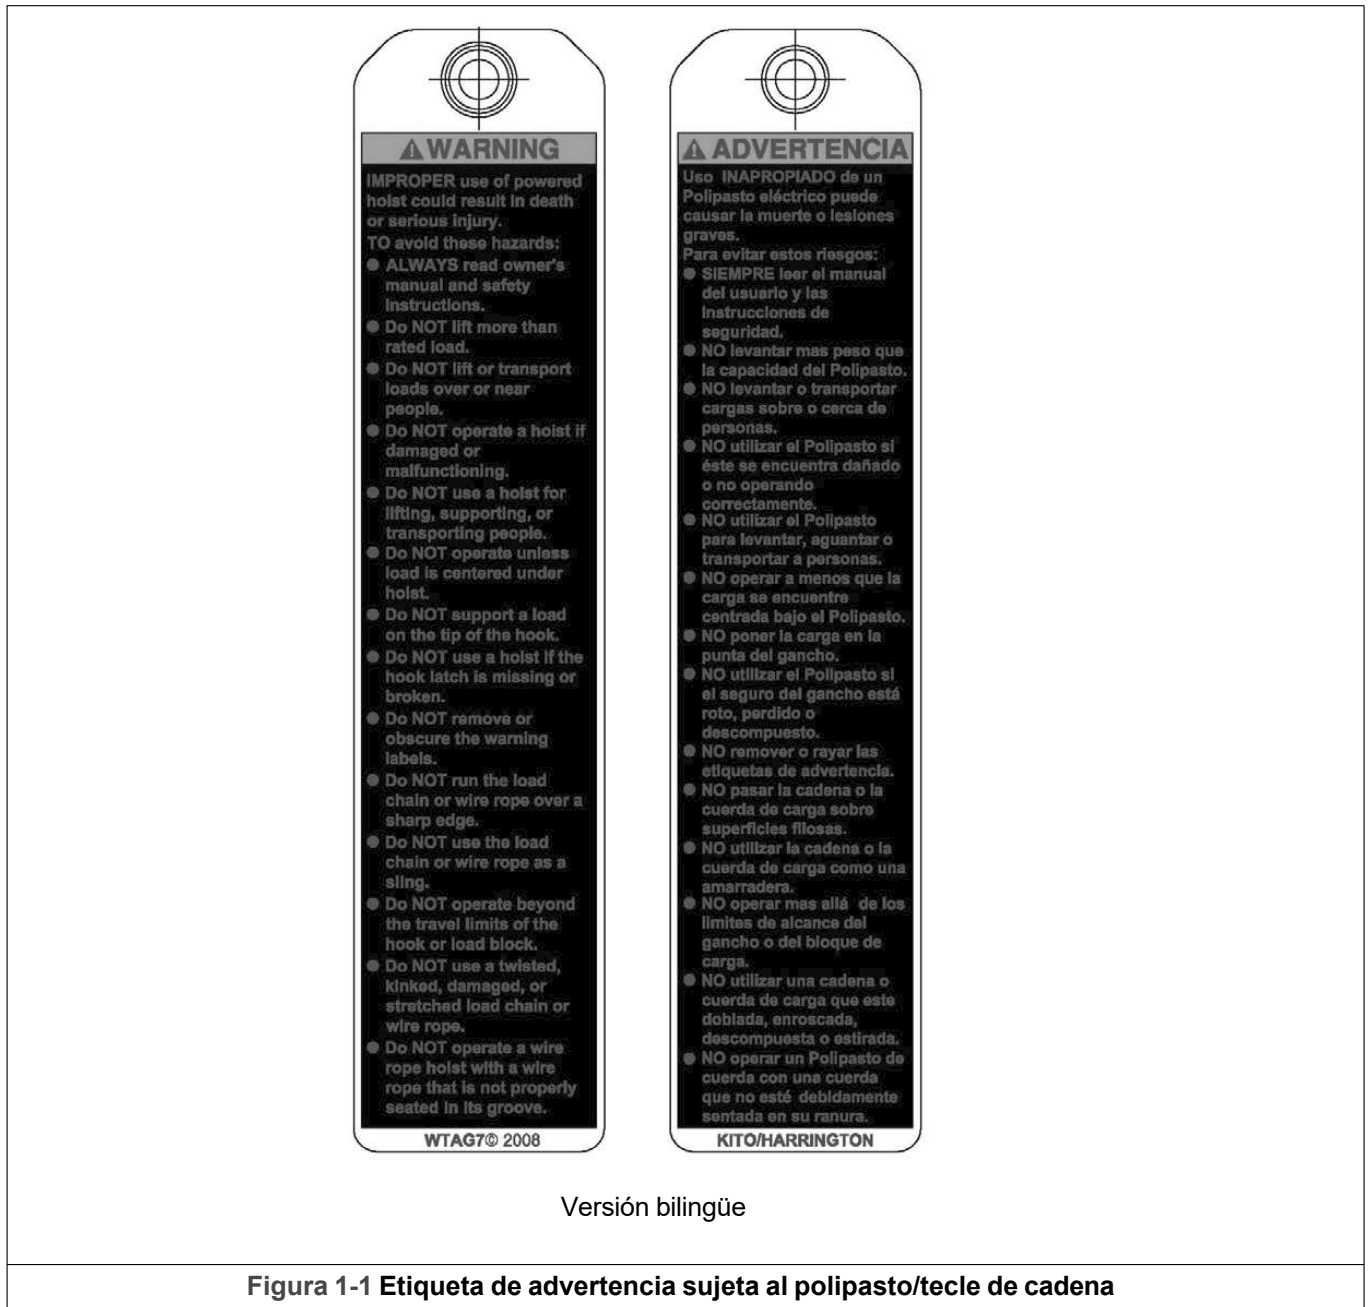 WARNING
IMPROPER use of powered
hoist could result in death
or serious injury.
TO avoid these hazards:
● ALWAYS read owner's
manual and safety
instructions.
● Do NOT lift more than
rated load.
● Do NOT lift or transport
loads over or near
people.
● Do NOT operate a hoist if
damaged or
malfunctioning.
● Do NOT use a hoist for
lifting, supporting, or
transporting people.
● Do NOT operate unless
load is centered under
hoist.
● Do NOT support a load
on the tip of the hook.
● Do NOT use a hoist if the
hook latch is missing or
broken.
● Do NOT remove or
obscure the warning
labels.
● Do NOT run the load
chain or wire rope over a
sharp edge.
● Do NOT use the load
chain or wire rope as a
sling.
● Do NOT operate beyond
the travel limits of the
hook or load block.
● Do NOT use a twisted,
kinked, damaged, or
stretched load chain or
wire rope.
● Do NOT operate a wire
rope hoist with a wire
rope that is not properly
seated in its groove.
WTAG7© 2008
ADVERTENCIA
Uso INAPROPIADO de un
Polipasto eléctrico puede
causar la muerte o lesiones
graves.
Para evitar estos riesgos:
● SIEMPRE leer el manual
del usuario y las
instrucciones de
seguridad.
● NO levantar mas peso que
la capacidad del Polipasto.
● NO levantar o transportar
cargas sobre o cerca de
personas.
● NO utilizar el Polipasto si
éste se encuentra dañado
o no operando
correctamente.
● NO utilizar el Polipasto
para levantar, aguantar o
transportar a personas.
● NO operar a menos que la
carga se encuentre
centrada bajo el Polipasto.
● NO poner la carga en la
punta del gancho.
● NO utilizar el Polipasto si
el seguro del gancho está
roto, perdido o
descompuesto.
● NO remover o rayar las
etiquetas de advertencia.
● NO pasar la cadena o la
cuerda de carga sobre
superficies filosas.
● NO utilizar la cadena o la
cuerda de carga como una
amarradera.
● NO operar mas allá de los
limites de alcance del
gancho o del bloque de
carga.
● NO utilizar una cadena o
cuerda de carga que este
doblada, enroscada,
descompuesta o estirada.
● NO operar un Polipasto de
cuerda con una cuerda
que no esté debidamente
sentada en su ranura.
KITO/HARRINGTON
Versión bilingüe
Figura 1-1 Etiqueta de advertencia sujeta al polipasto/tecle de cadena